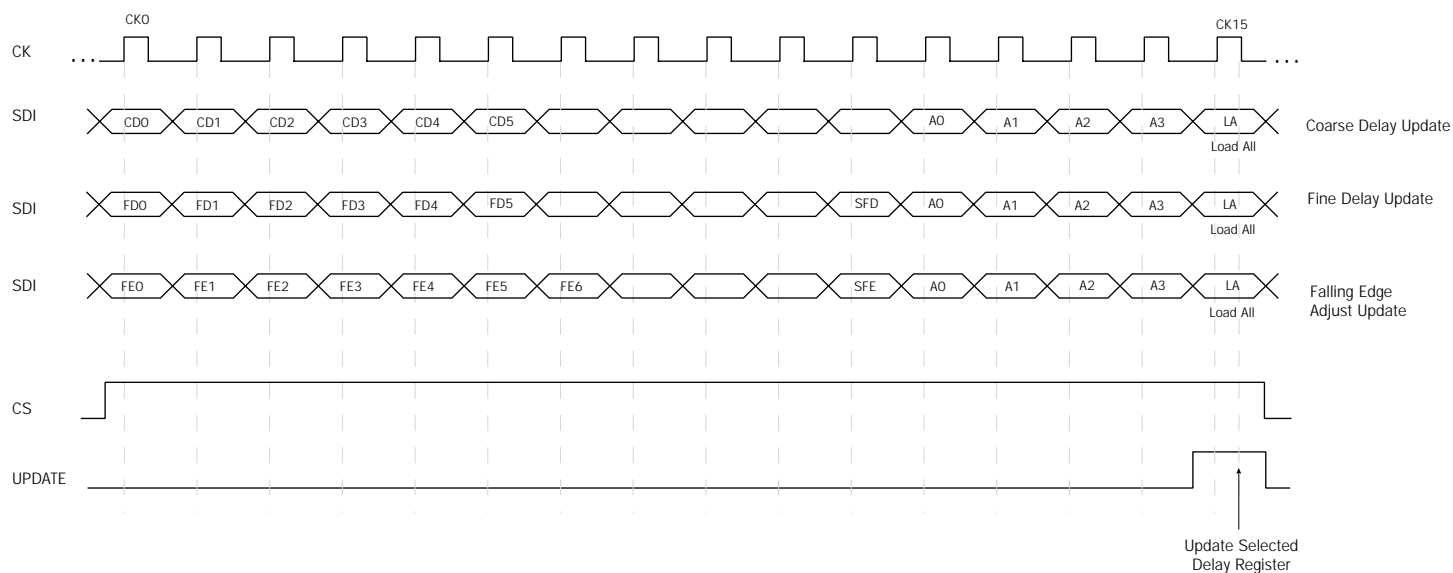 CK0 CK15
CK ... ...
SDI CD0 CD1 CD2 CD3 CD4 CD5 A0 A1 A2 A3 LA Coarse Delay Update
Load All
SDI FD0 FD1 FD2 FD3 FD4 FD5 SFD A0 A1 A2 A3 LA Fine Delay Update
Load All
SDI FE0 FE1 FE2 FE3 FE4 FE5 FE6 SFE A0 A1 A2 A3 LA Falling Edge
Load All Adjust Update
CS
UPDATE
Update Selected
Delay Register